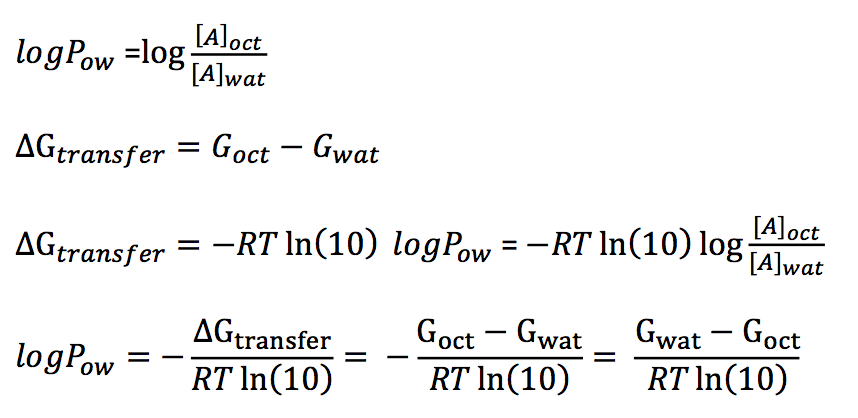 logP_ow =log [A]_oct / [A]_wat
ΔG_transfer = G_oct − G_wat
ΔG_transfer = −RT ln(10) logP_ow = −RT ln(10) log [A]_oct / [A]_wat
logP_ow = − ΔG_transfer / RT ln(10) = − G_oct − G_wat / RT ln(10) = G_wat − G_oct / RT ln(10)